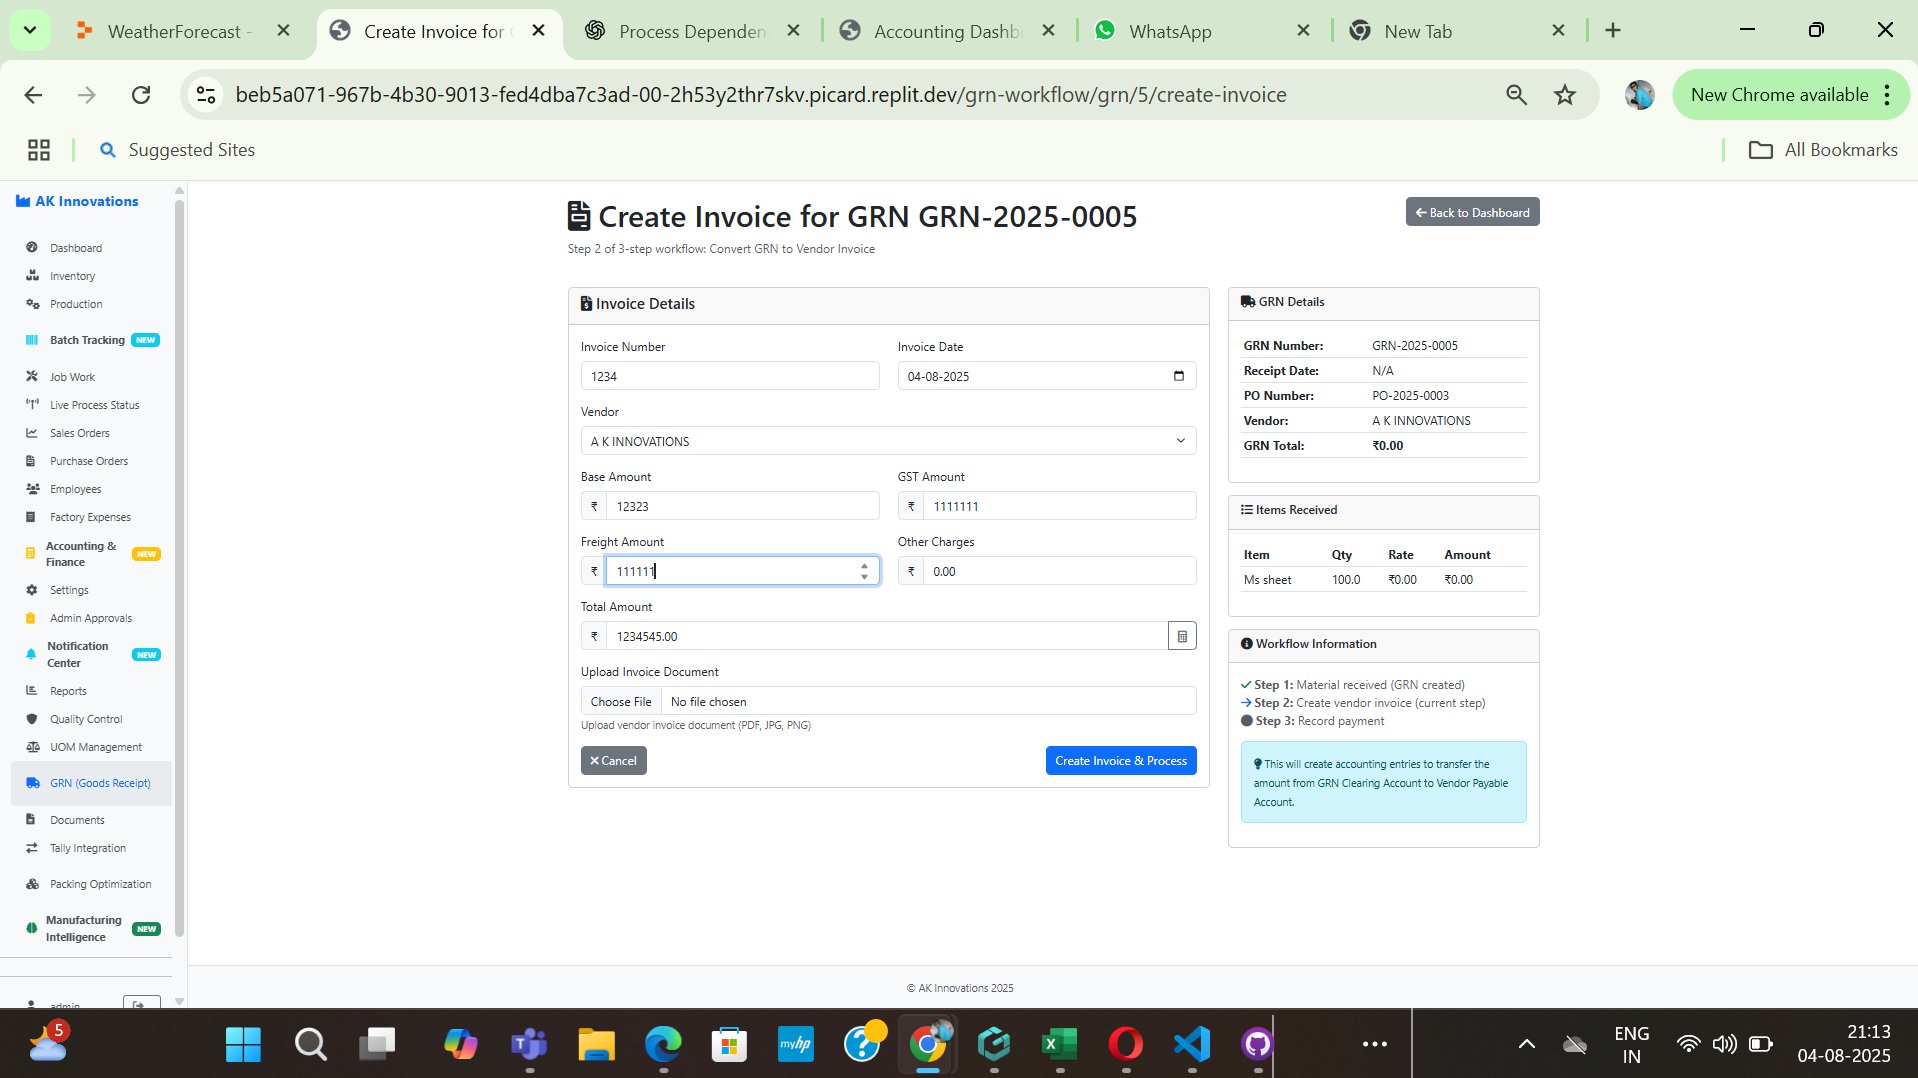 WeatherForecast -
Create Invoice for
Process Dependen
Accounting Dashb
WhatsApp
New Tab
beb5a071-967b-4b30-9013-fed4dba7c3ad-00-2h53y2thr7skv.picard.replit.dev/grn-workflow/grn/5/create-invoice
New Chrome available
Suggested Sites
All Bookmarks
AK Innovations
Dashboard
Inventory
Production
Batch Tracking NEW
Job Work
Live Process Status
Sales Orders
Purchase Orders
Employees
Factory Expenses
Accounting &
Finance
NEW
Settings
Admin Approvals
Notification
Center
NEW
Reports
Quality Control
UOM Management
GRN (Goods Receipt)
Documents
Tally Integration
Packing Optimization
Manufacturing
Intelligence
NEW
admin
Create Invoice for GRN GRN-2025-0005
Step 2 of 3-step workflow: Convert GRN to Vendor Invoice
Back to Dashboard
Invoice Details
Invoice Number
1234
Invoice Date
04-08-2025
Vendor
A K INNOVATIONS
Base Amount
₹ 12323
GST Amount
₹ 1111111
Freight Amount
₹ 111111
Other Charges
₹ 0.00
Total Amount
₹ 1234545.00
Upload Invoice Document
Choose File No file chosen
Upload vendor invoice document (PDF, JPG, PNG)
Cancel
Create Invoice & Process
GRN Details
GRN Number: GRN-2025-0005
Receipt Date: N/A
PO Number: PO-2025-0003
Vendor: A K INNOVATIONS
GRN Total: ₹0.00
Items Received
Item Qty Rate Amount
Ms sheet 100.0 ₹0.00 ₹0.00
Workflow Information
Step 1: Material received (GRN created)
Step 2: Create vendor invoice (current step)
Step 3: Record payment
This will create accounting entries to transfer the
amount from GRN Clearing Account to Vendor Payable
Account.
© AK Innovations 2025
5
myhp
ENG
IN
21:13
04-08-2025